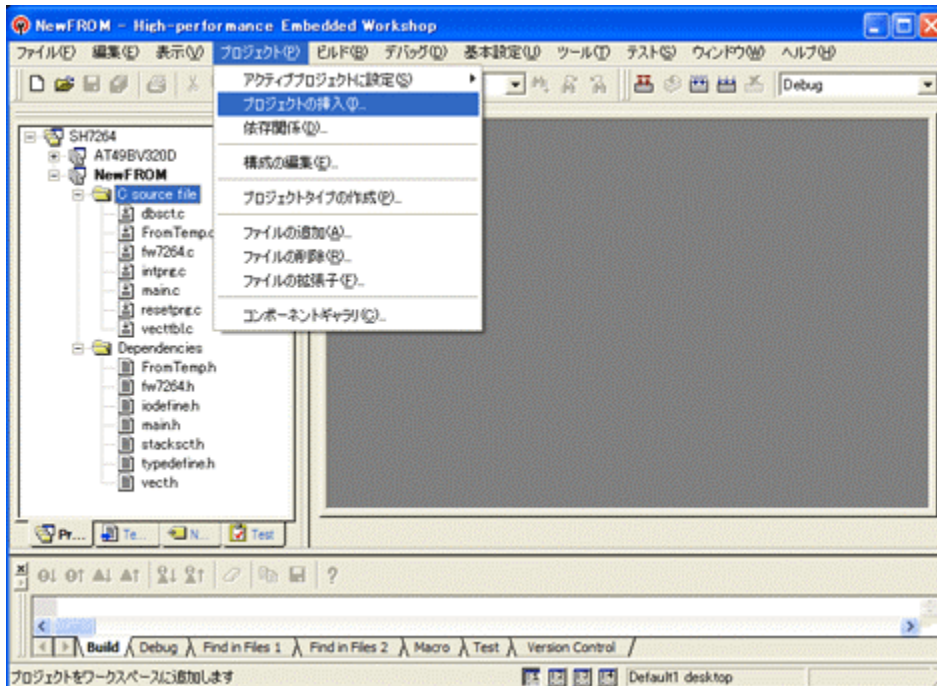 NewFROM - High-performance Embedded Workshop
ファイル(F) 編集(E) 表示(V) プロジェクト(P) ビルド(B) デバッグ(D) 基本設定(U) ツール(T) テスト(S) ウィンドウ(W) ヘルプ(H)
Debug
アクティブプロジェクトに設定(S)
プロジェクトの挿入(I)...
依存関係(D)...
構成の編集(E)...
プロジェクトタイプの作成(P)...
ファイルの追加(A)...
ファイルの削除(R)...
ファイルの拡張子(F)...
コンポーネントギャラリ(C)...
SH7264
AT49BV320D
NewFROM
C source file
dbsct.c
FromTemp.c
fw7264.c
intprg.c
main.c
resetprg.c
vecttbl.c
Dependencies
FromTemp.h
fw7264.h
iodefine.h
main.h
stacksct.h
typedefine.h
vect.h
Pr... Te... N... Test
Build Debug Find in Files 1 Find in Files 2 Macro Test Version Control
プロジェクトをワークスペースに追加します
Default1 desktop